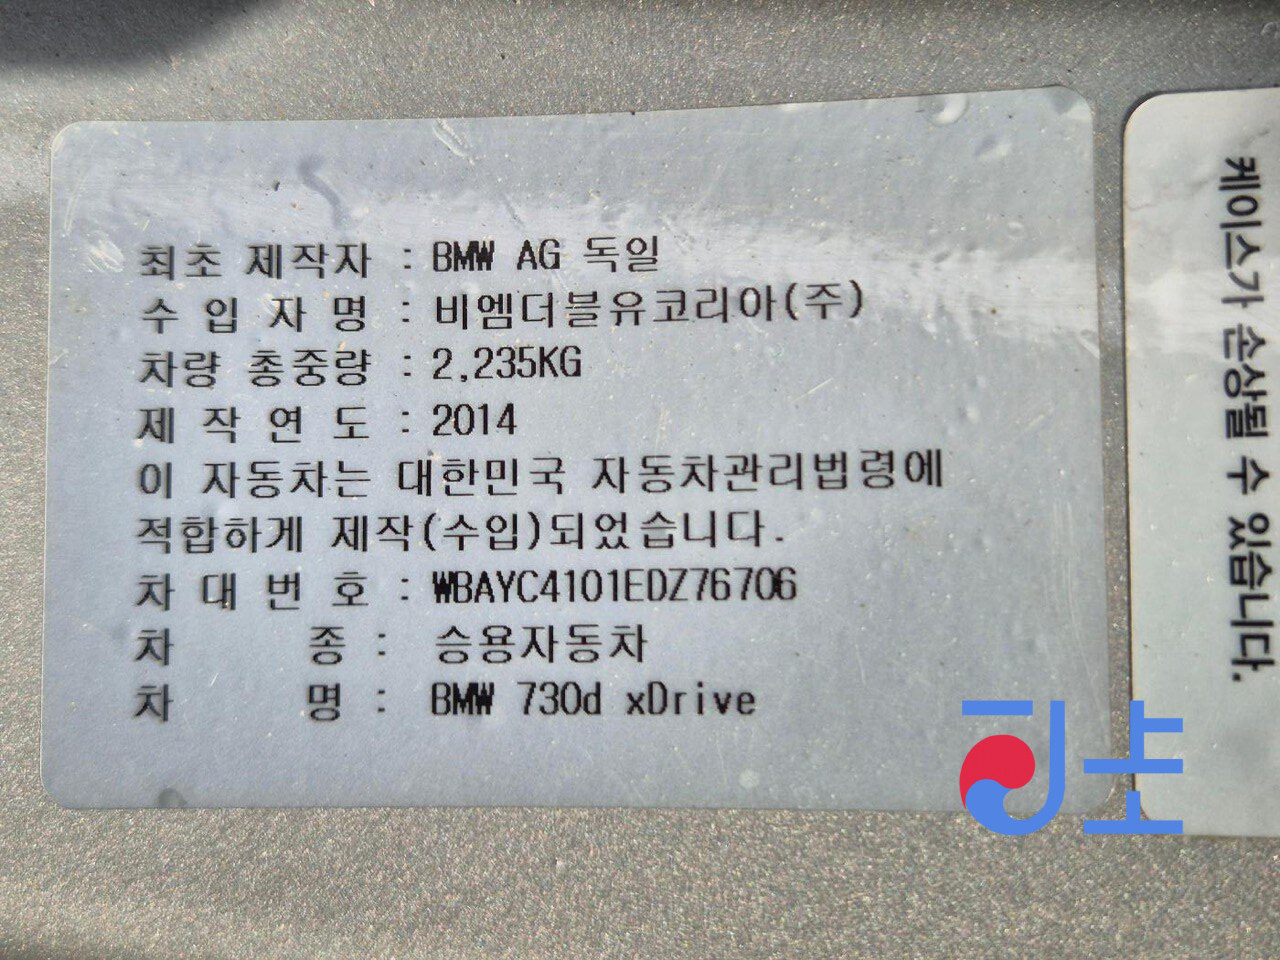 최초 제작자 : BMW AG 독일
수 입 자 명 : 비엠더블유코리아(주)
차량 총중량 : 2,235KG
제 작 연 도 : 2014
이 자동차는 대한민국 자동차관리법령에
적합하게 제작(수입)되었습니다.
차 대 번 호 : WBAYC4101EDZ76706
차 종 : 승용자동차
차 명 : BMW 730d xDrive
케이스가 손상될 수 있습니다.